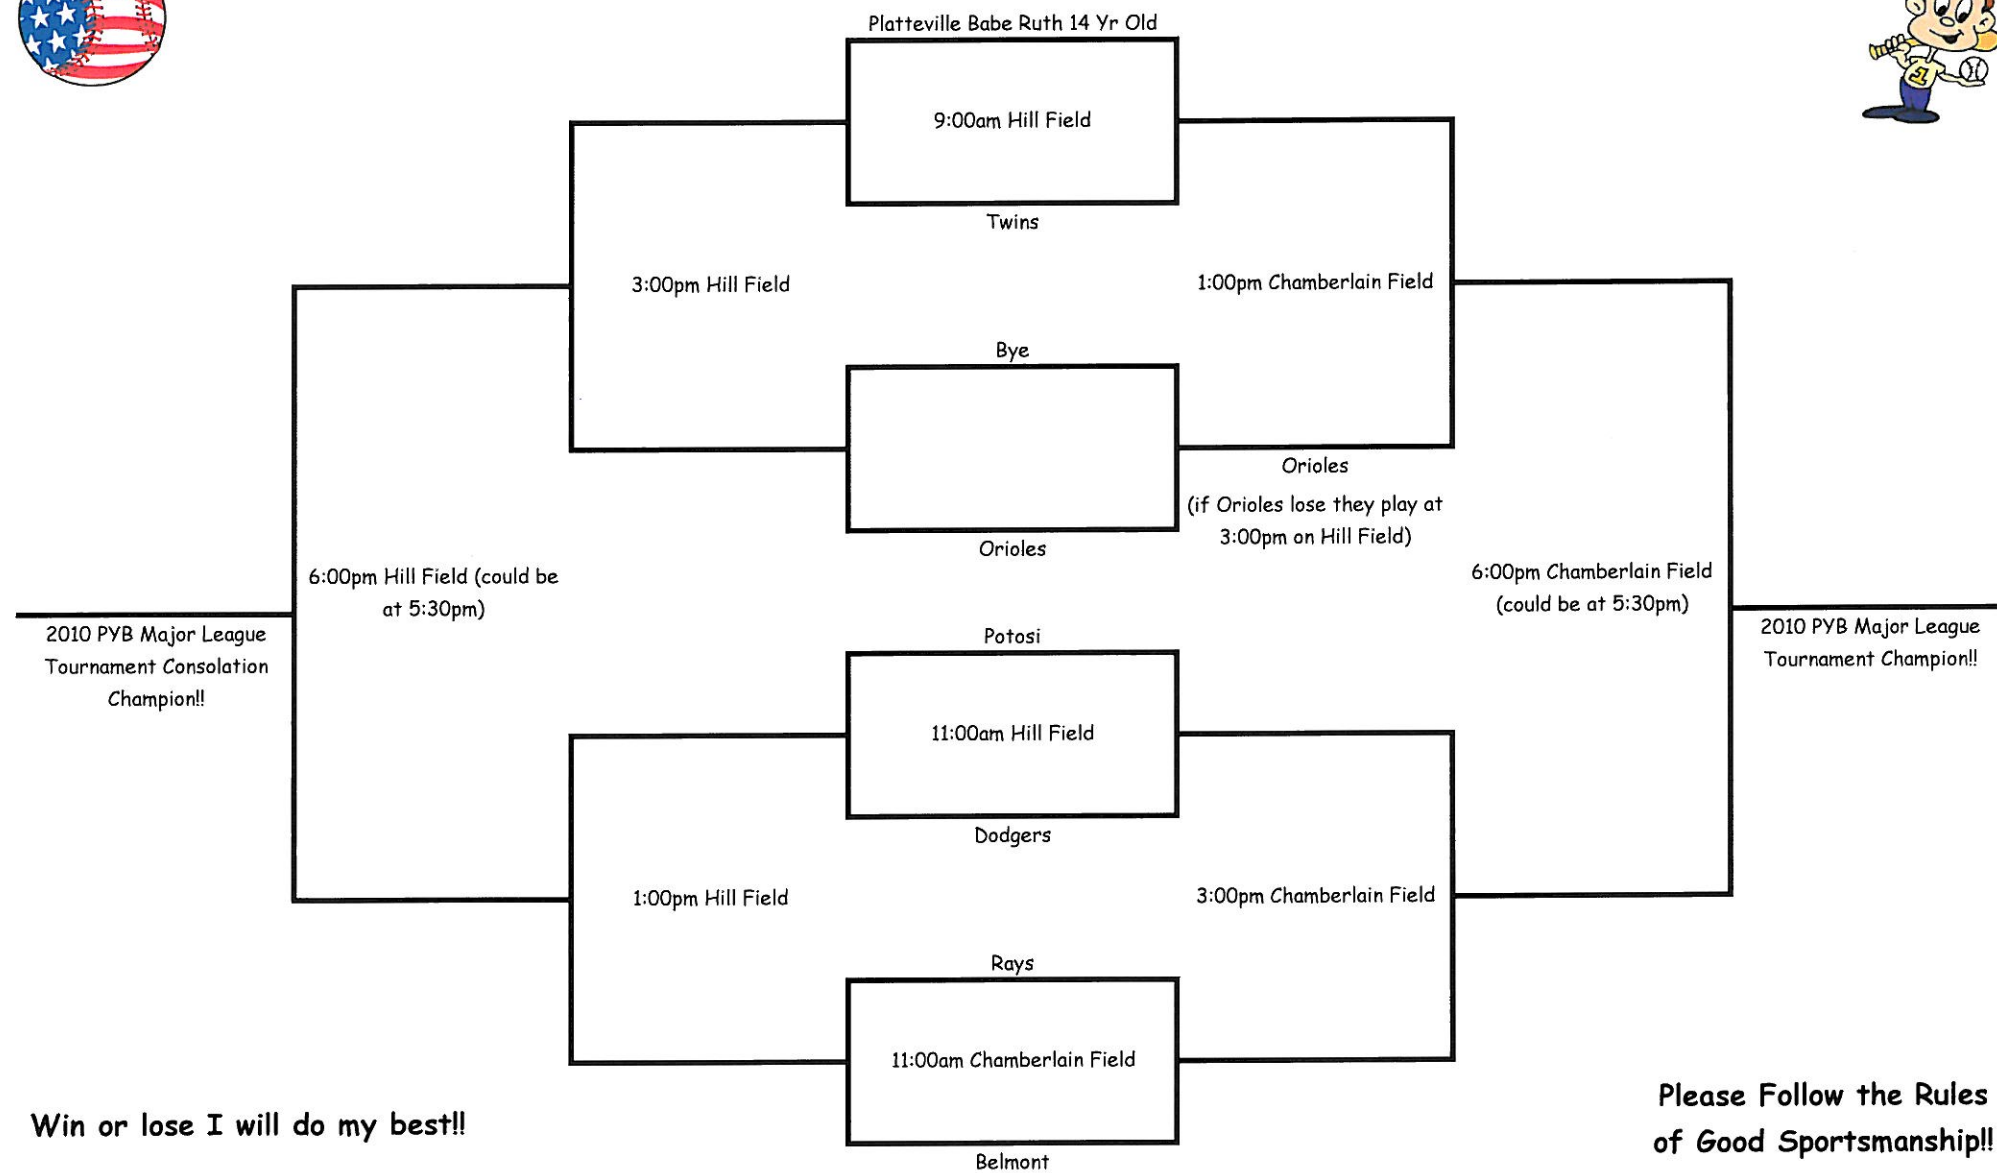 Platteville Babe Ruth 14 Yr Old
9:00am Hill Field
Twins
3:00pm Hill Field
1:00pm Chamberlain Field
Bye
Orioles
(if Orioles lose they play at
3:00pm on Hill Field)
Orioles
6:00pm Hill Field (could be
at 5:30pm)
6:00pm Chamberlain Field
(could be at 5:30pm)
2010 PYB Major League
Tournament Consolation
Champion!!
2010 PYB Major League
Tournament Champion!!
Potosi
11:00am Hill Field
Dodgers
1:00pm Hill Field
3:00pm Chamberlain Field
Rays
11:00am Chamberlain Field
Belmont
Win or lose I will do my best!!
Please Follow the Rules
of Good Sportsmanship!!
1